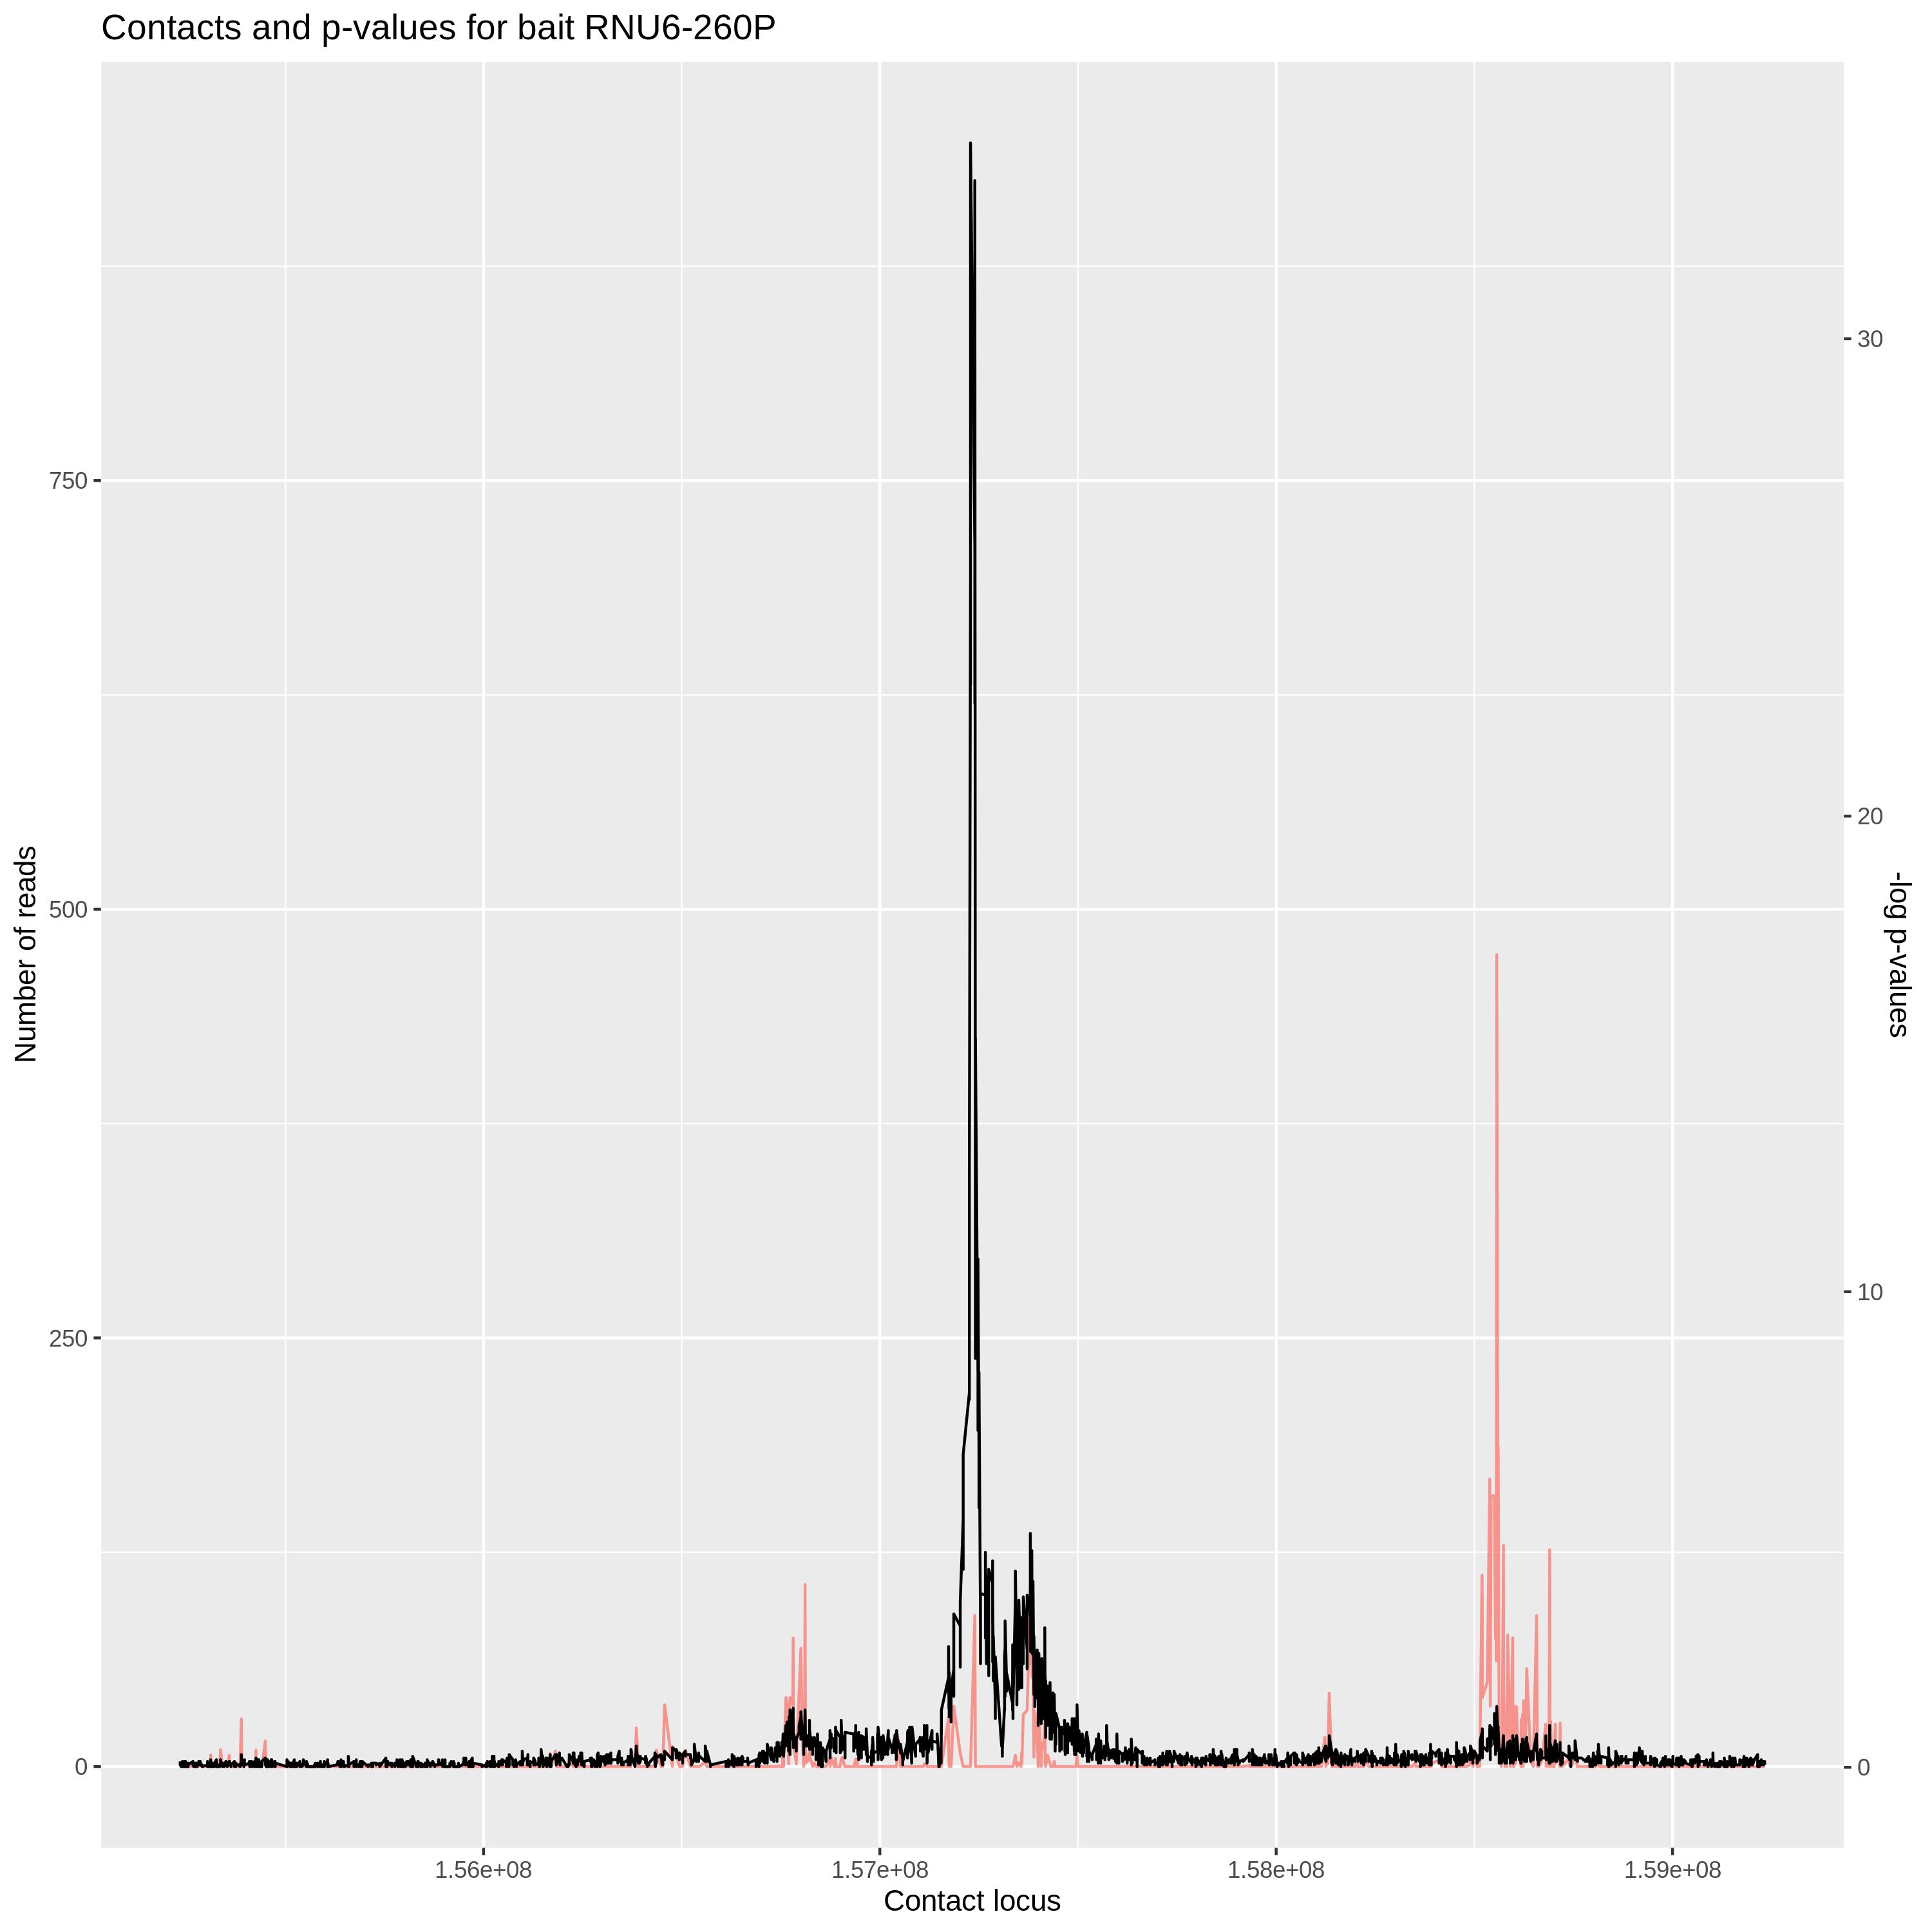 Contacts and p-values for bait RNU6-260P
750
500
250
0
Number of reads
30
20
10
0
-log p-values
1.56e+08
1.57e+08
1.58e+08
1.59e+08
Contact locus